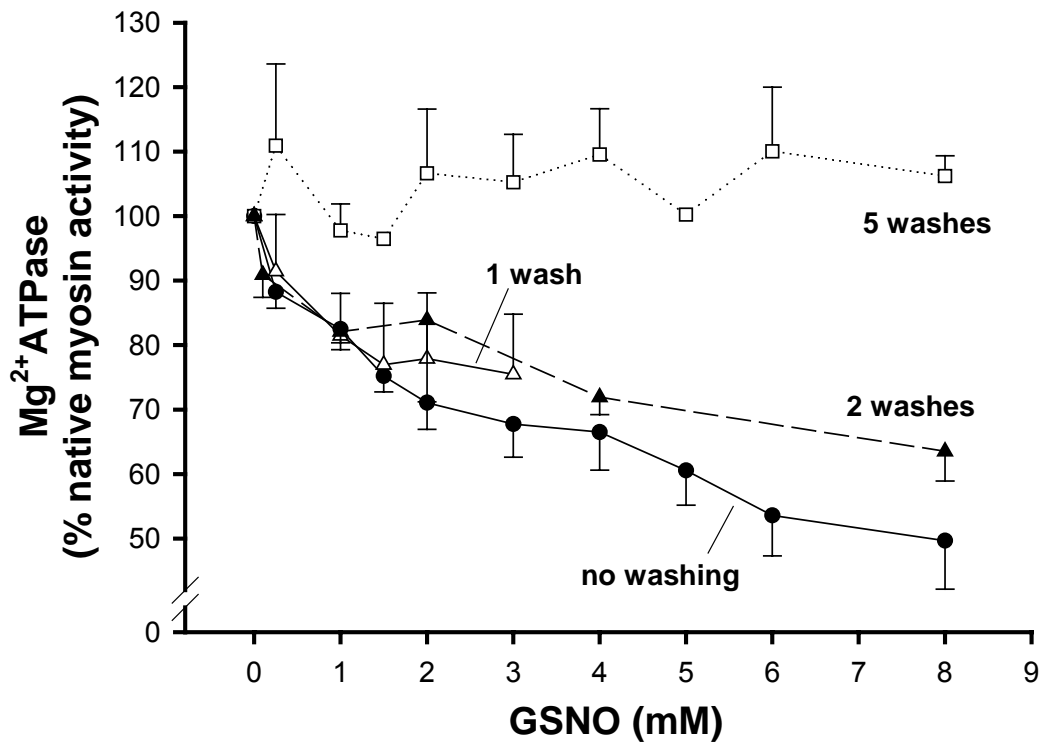 130
120
110
100
90
80
70
60
50
0
Mg2+ATPase
(% native myosin activity)
5 washes
1 wash
2 washes
no washing
0 1 2 3 4 5 6 7 8 9
GSNO (mM)